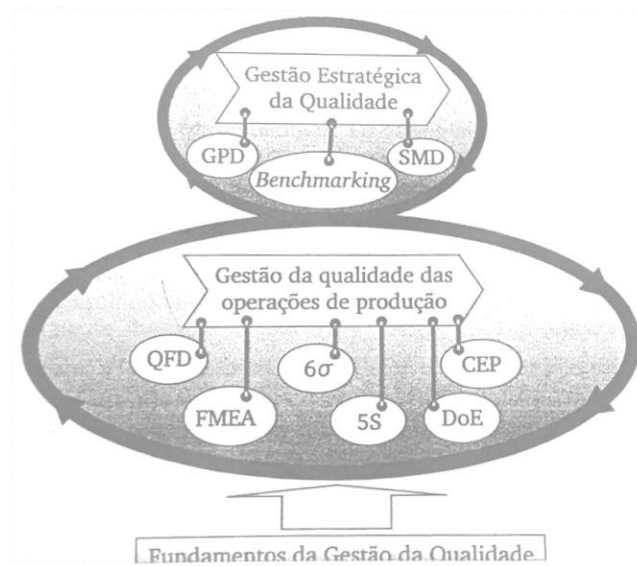 Gestão Estratégica
da Qualidade
GPD
SMD
Benchmarking
Gestão da qualidade das
operações de produção
QFD
6σ
CEP
FMEA
5S
DoE
Fundamentos da Gestão da Qualidade